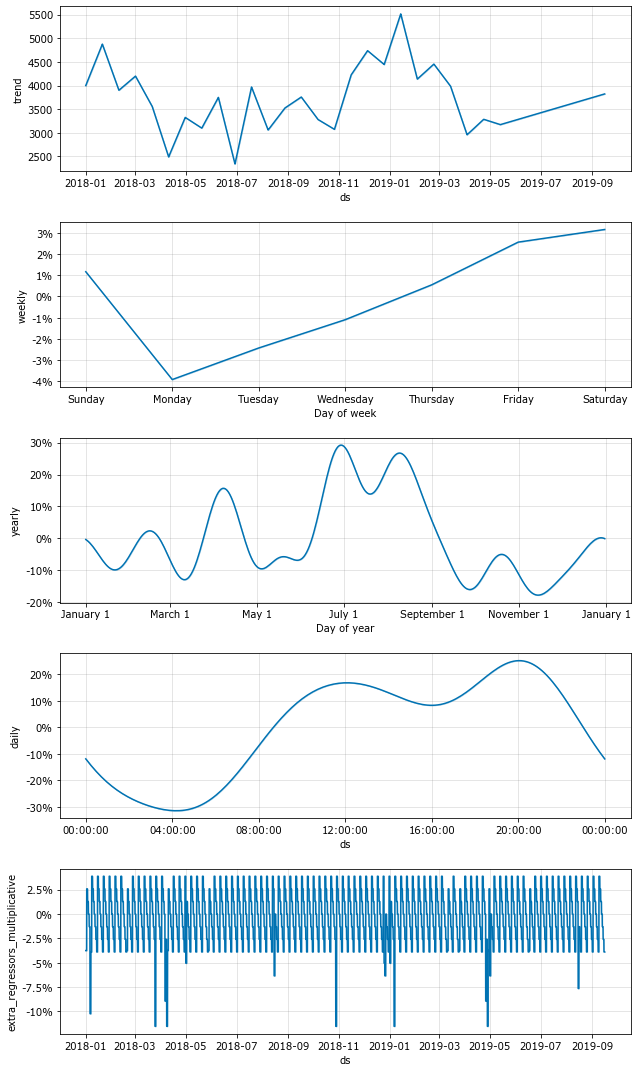 5500
5000
4500
4000
3500
3000
2500
trend
2018-01 2018-03 2018-05 2018-07 2018-09 2018-11 2019-01 2019-03 2019-05 2019-07 2019-09
ds
3%
2%
1%
0%
-1%
-2%
-3%
-4%
weekly
Sunday Monday Tuesday Wednesday Thursday Friday Saturday
Day of week
30%
20%
10%
0%
-10%
-20%
yearly
January 1 March 1 May 1 July 1 September 1 November 1 January 1
Day of year
20%
10%
0%
-10%
-20%
-30%
daily
00:00:00 04:00:00 08:00:00 12:00:00 16:00:00 20:00:00 00:00:00
ds
2.5%
0%
-2.5%
-5%
-7.5%
-10%
extra_regressors_multiplicative
2018-01 2018-03 2018-05 2018-07 2018-09 2018-11 2019-01 2019-03 2019-05 2019-07 2019-09
ds